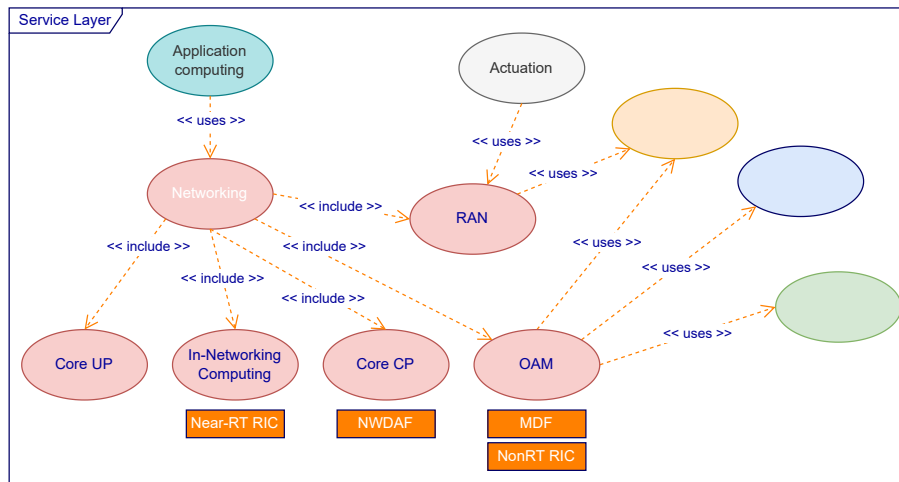 Service Layer
Application
computing
Actuation
<< uses >>
<< uses >>
<< uses >>
Networking
<< include >>
RAN
<< include >>
<< include >>
<< uses >>
<< include >>
<< include >>
<< uses >>
<< uses >>
Core UP
In-Networking
Computing
Core CP
OAM
Near-RT RIC
NWDAF
MDF
NonRT RIC